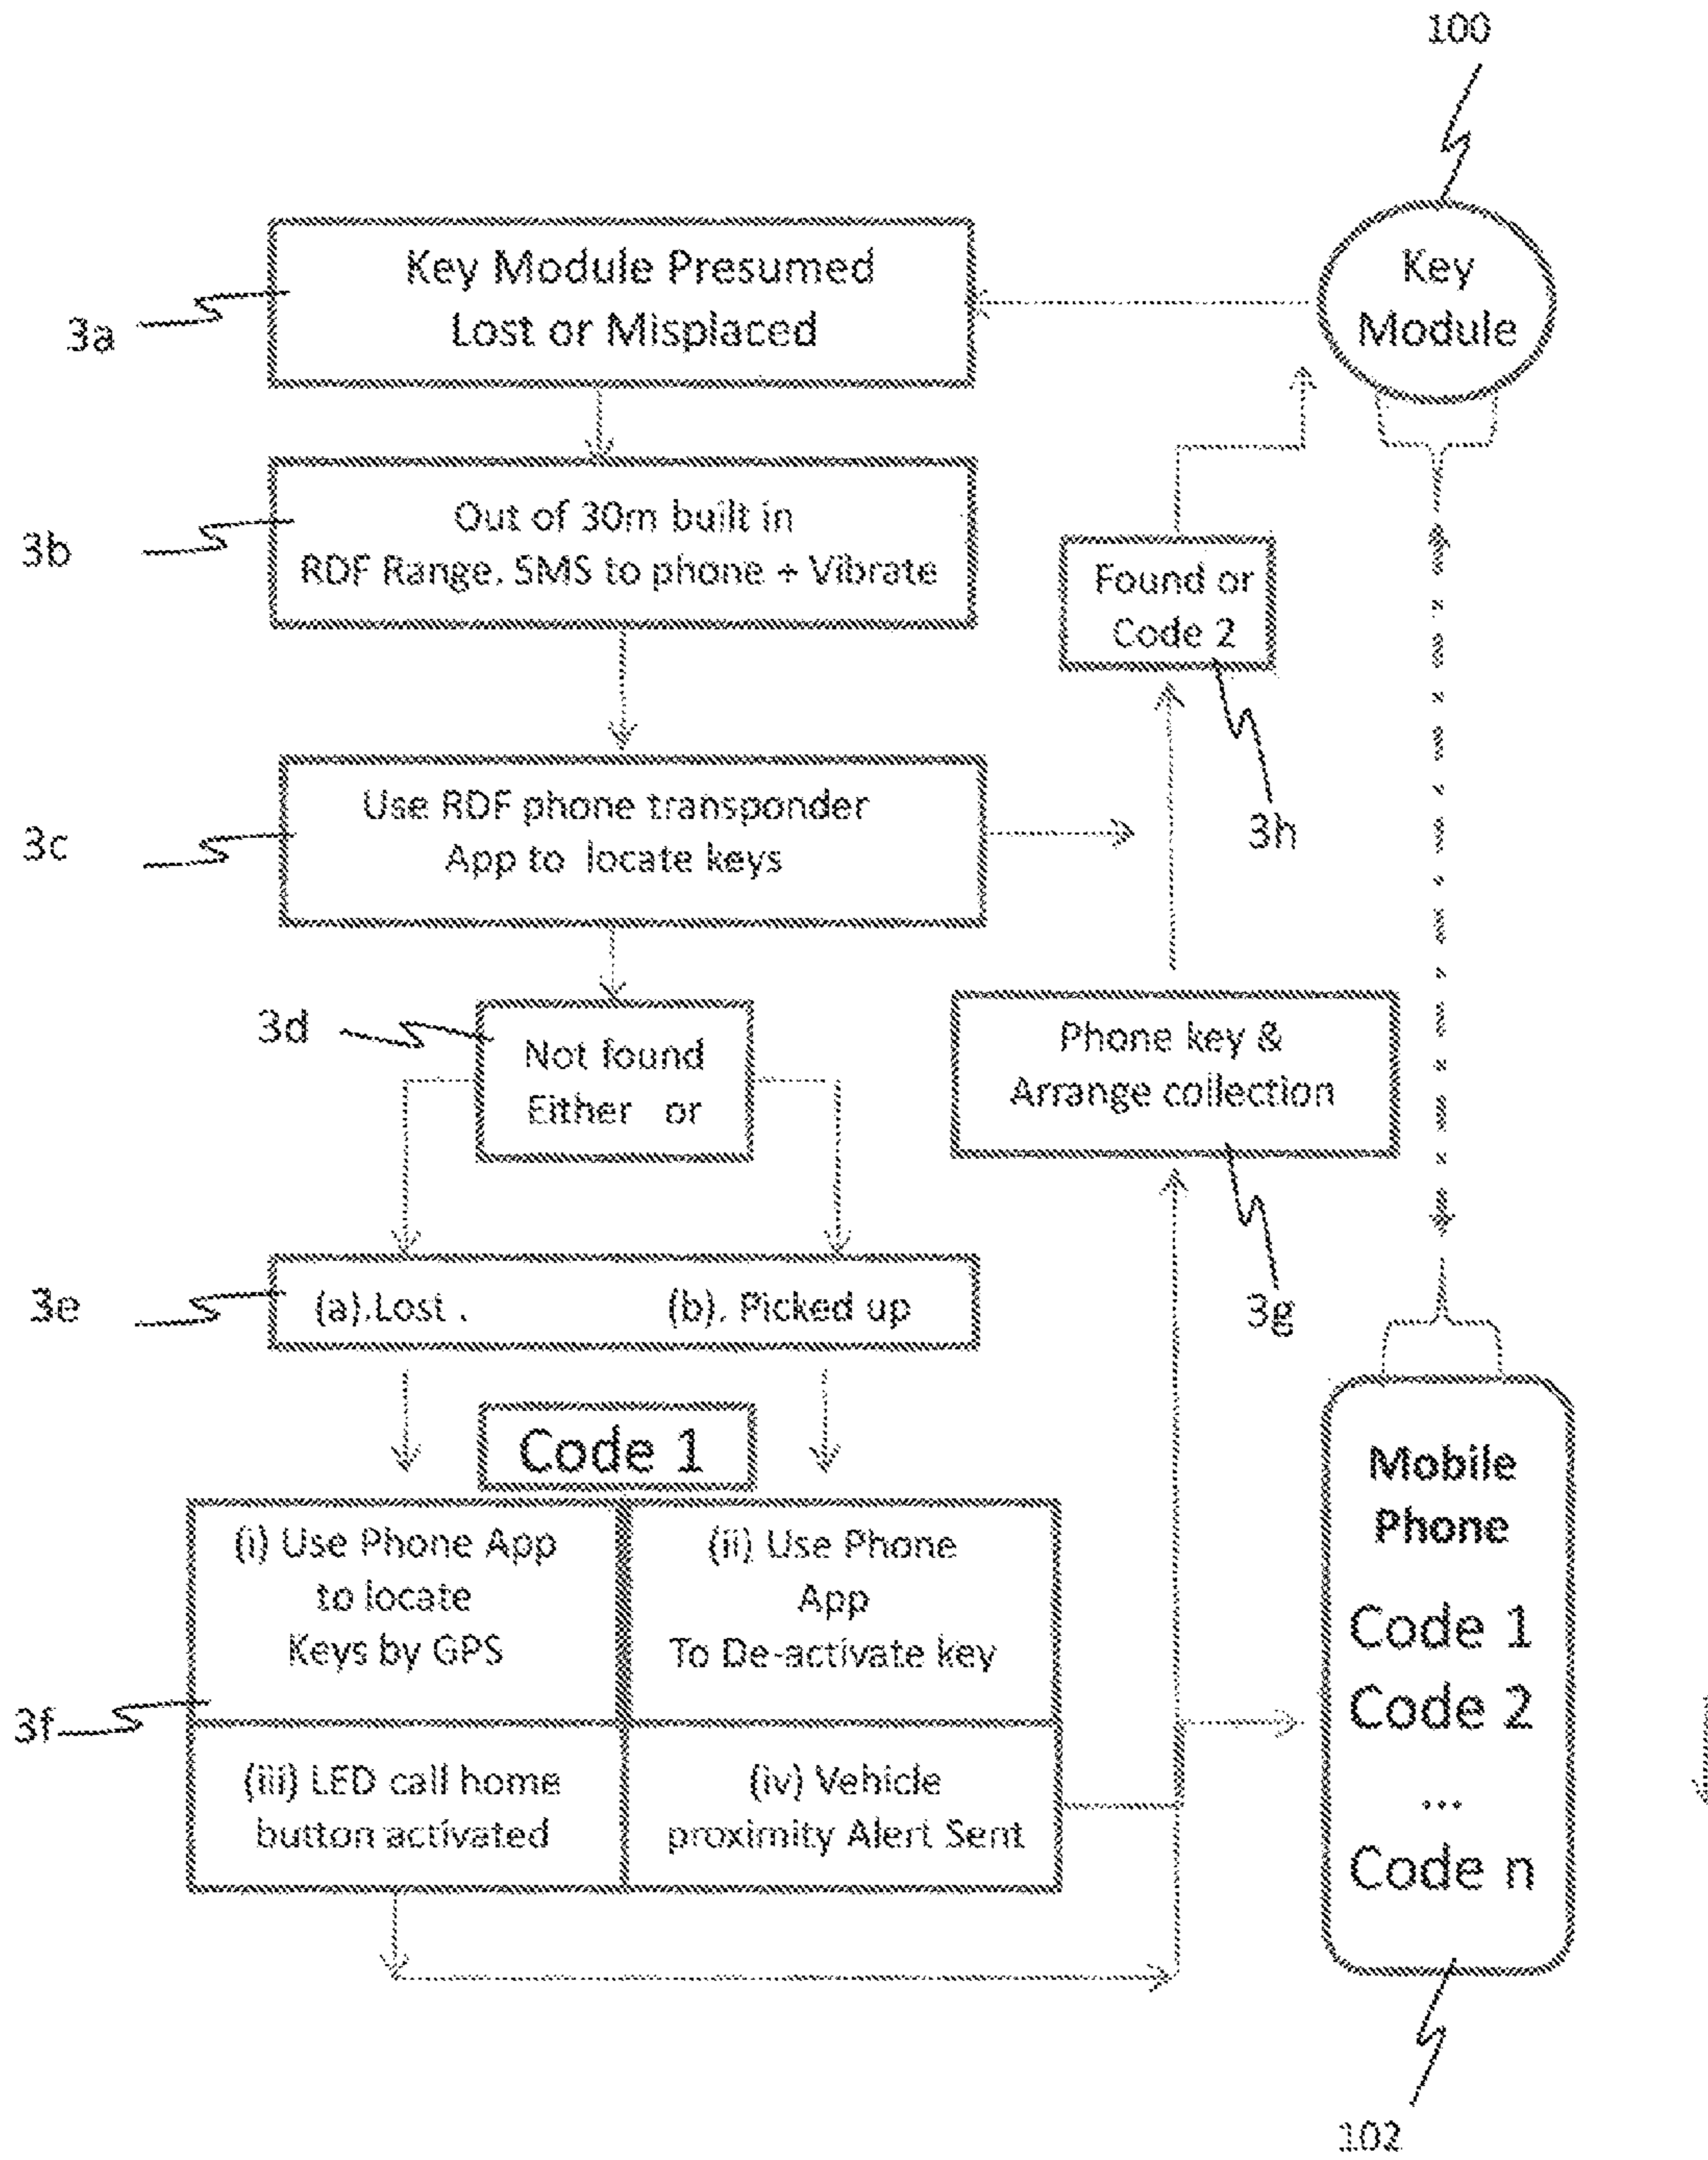 100
Key Module Presumed
Lost or Misplaced
3a
Key
Module
Out of 30m built in
RDF Range. SMS to phone + Vibrate
3b
Found or
Code 2
3h
Use RDF phone transponder
App to locate keys
3c
3d
Not found
Either or
Phone key &
Arrange collection
3g
3e
(a).Lost .
(b). Picked up
Code 1
(i) Use Phone App
to locate
Keys by GPS
(ii) Use Phone
App
To De-activate key
3f
(iii) LED call home
button activated
(iv) Vehicle
proximity Alert Sent
Mobile
Phone
Code 1
Code 2
...
Code n
102